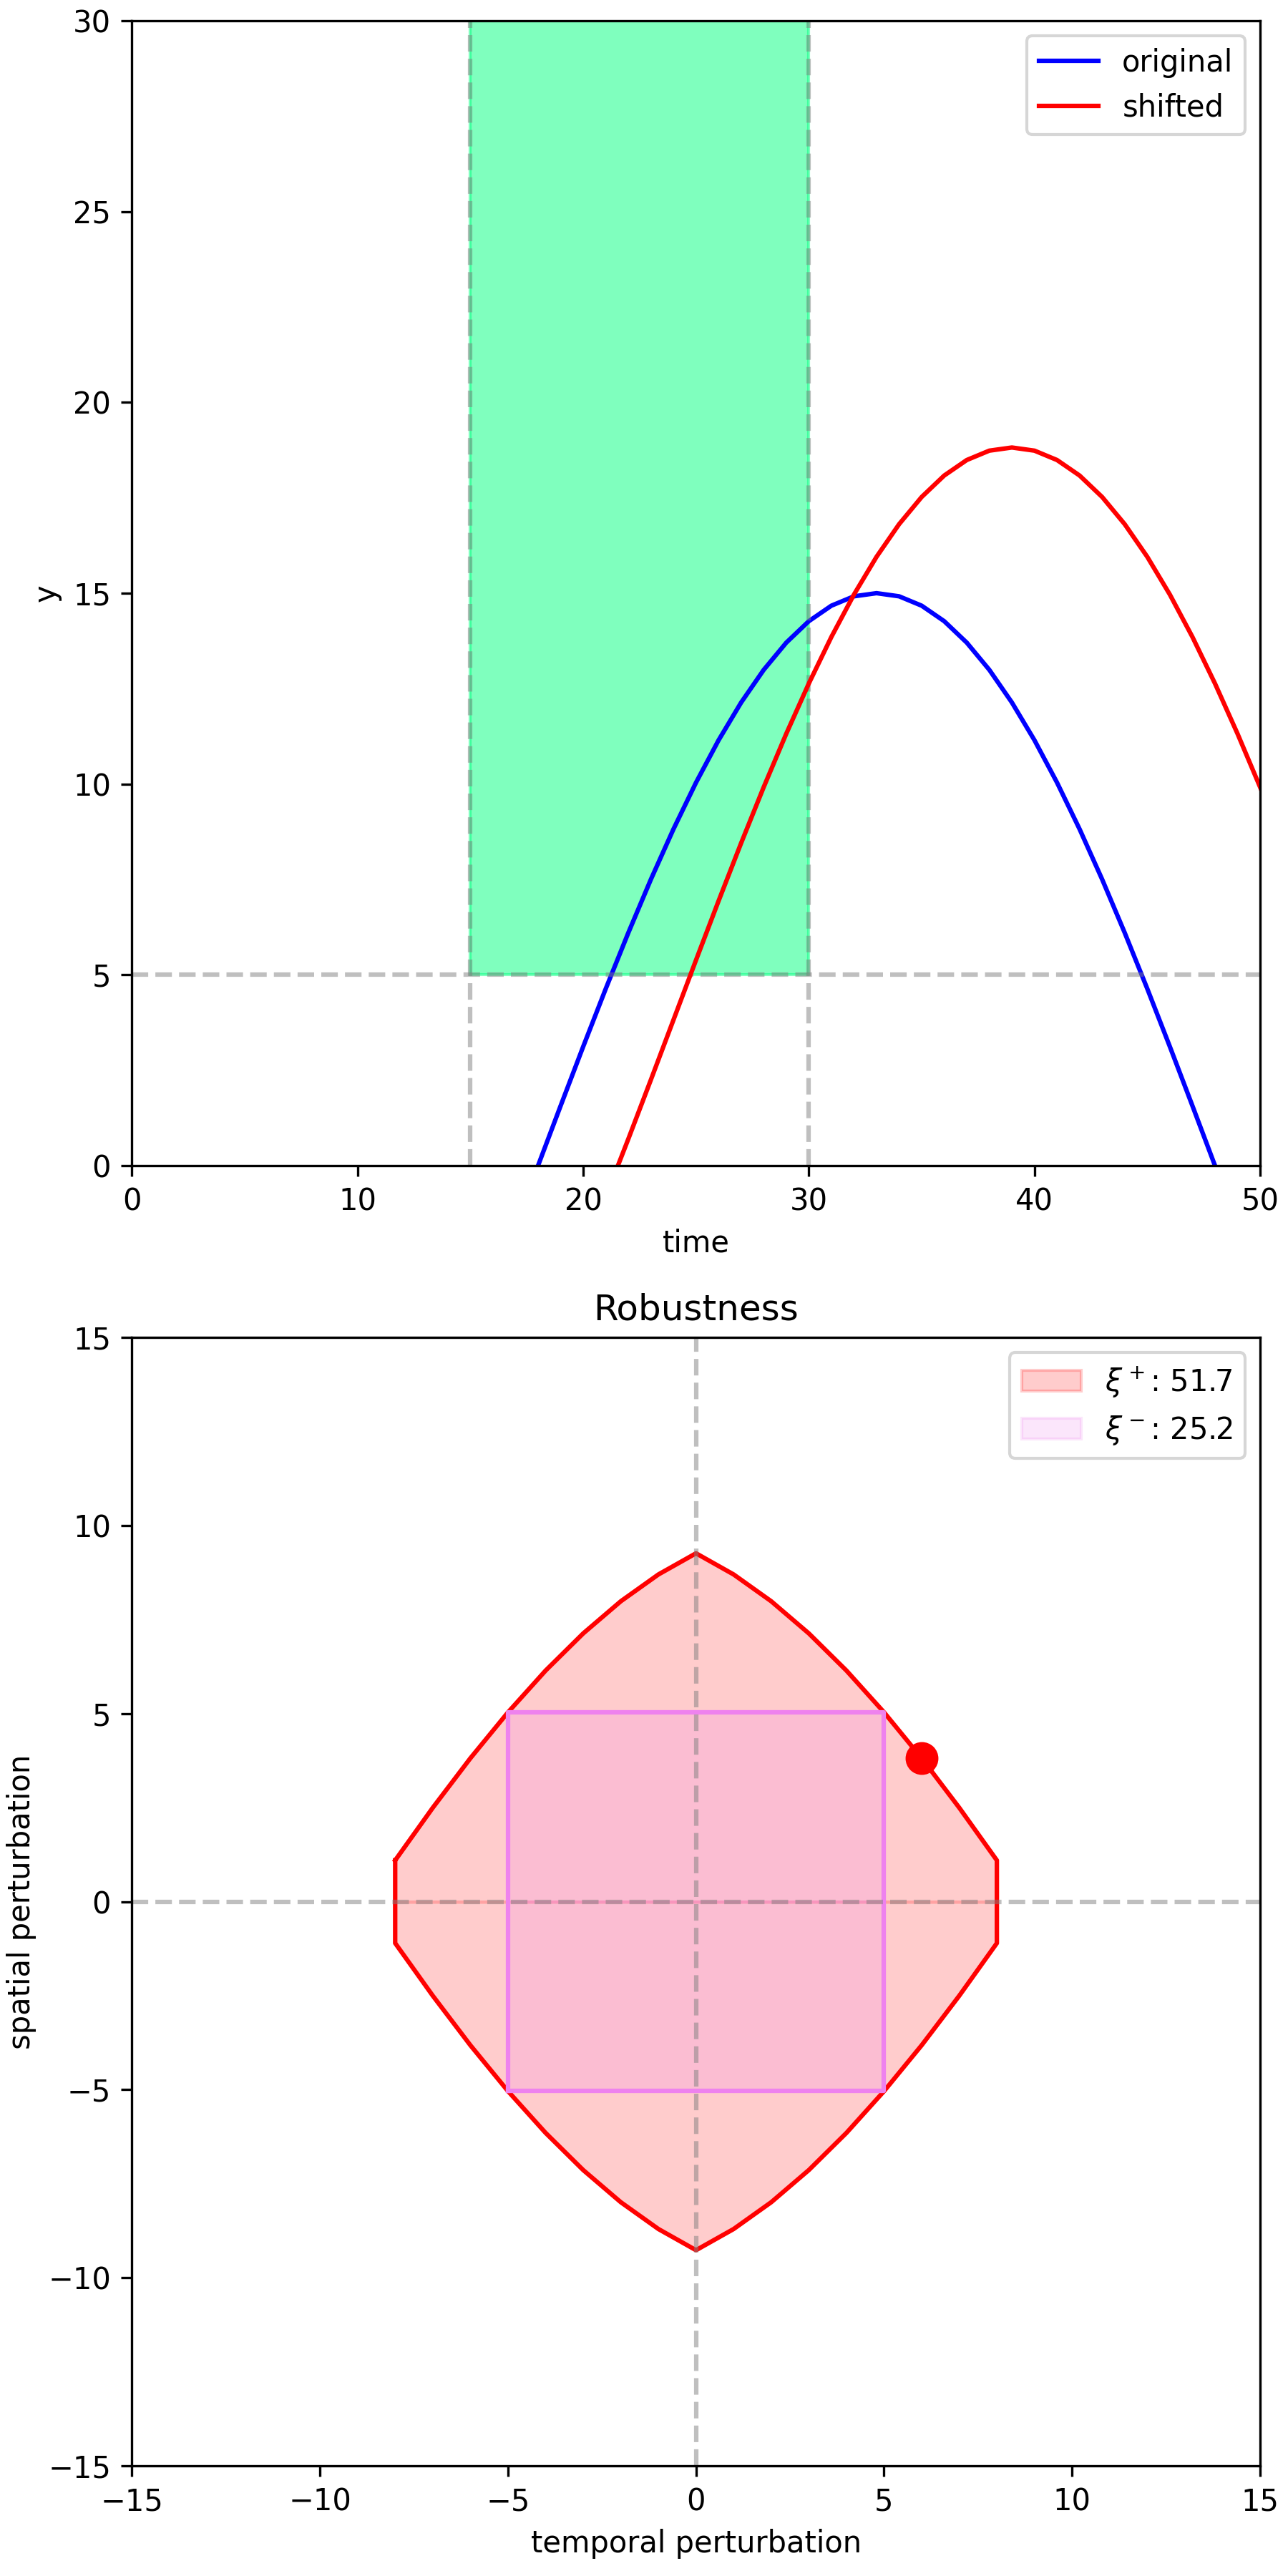 30
25
20
15
10
5
0
y
0 10 20 30 40 50
time
original
shifted
Robustness
15
10
5
0
−5
−10
−15
spatial perturbation
−15 −10 −5 0 5 10 15
temporal perturbation
ξ⁺: 51.7
ξ⁻: 25.2